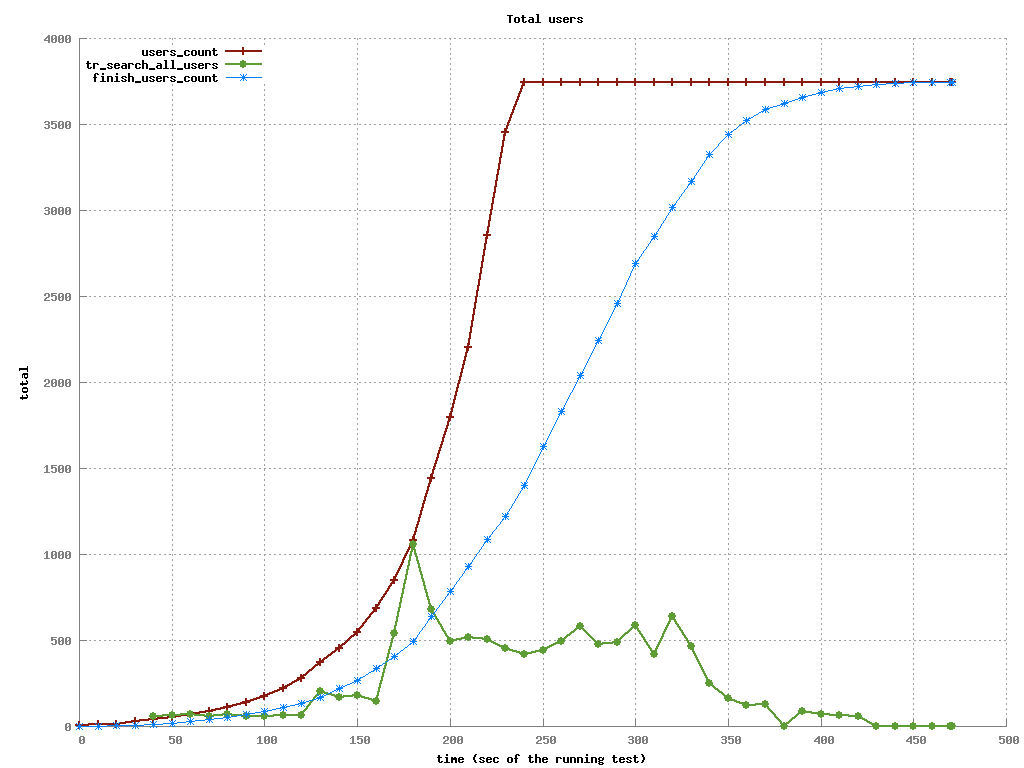 Total users
users_count
tr_search_all_users
finish_users_count
4000
3500
3000
2500
2000
1500
1000
500
0
total
0 50 100 150 200 250 300 350 400 450 500
time (sec of the running test)